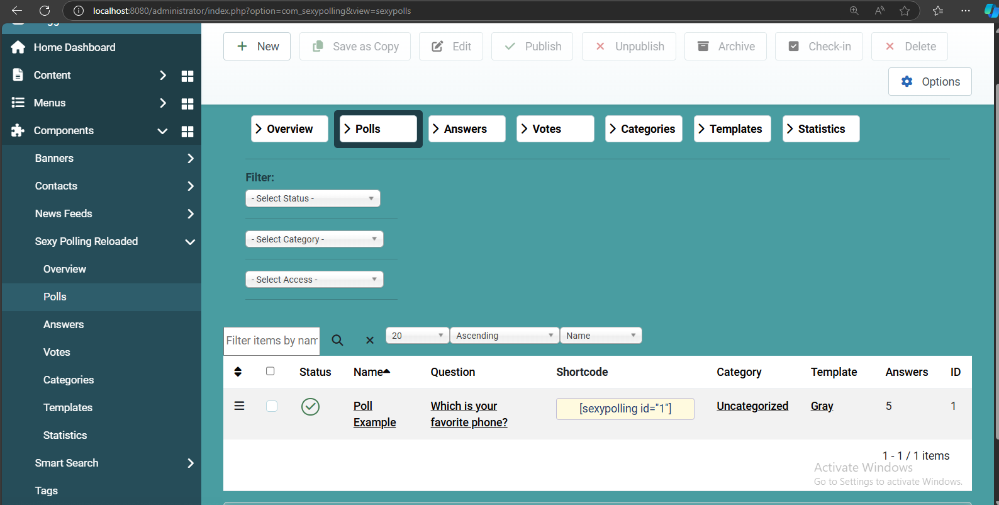 localhost:8080/administrator/index.php?option=com_sexypolling&view=sexypolls
Home Dashboard
Content
Menus
Components
Banners
Contacts
News Feeds
Sexy Polling Reloaded
Overview
Polls
Answers
Votes
Categories
Templates
Statistics
Smart Search
Tags
New Save as Copy Edit Publish Unpublish Archive Check-in Delete
Options
Overview Polls Answers Votes Categories Templates Statistics
Filter:
- Select Status -
- Select Category -
- Select Access -
Filter items by nam 20 Ascending Name
Status Name Question Shortcode Category Template Answers ID
Poll Which is your [sexypolling id="1"] Uncategorized Gray 5 1
Example favorite phone?
1 - 1 / 1 items
Activate Windows
Go to Settings to activate Windows.